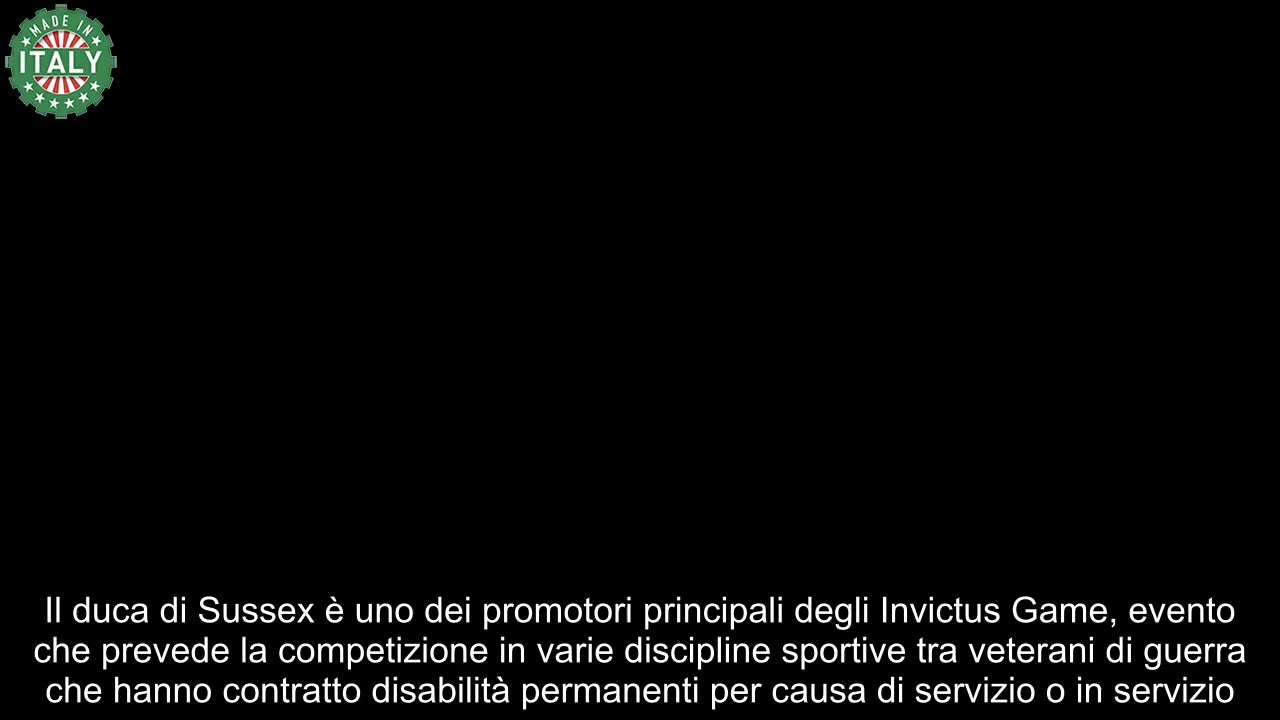 MADE IN
ITALY
Il duca di Sussex è uno dei promotori principali degli Invictus Game, evento
che prevede la competizione in varie discipline sportive tra veterani di guerra
che hanno contratto disabilità permanenti per causa di servizio o in servizio